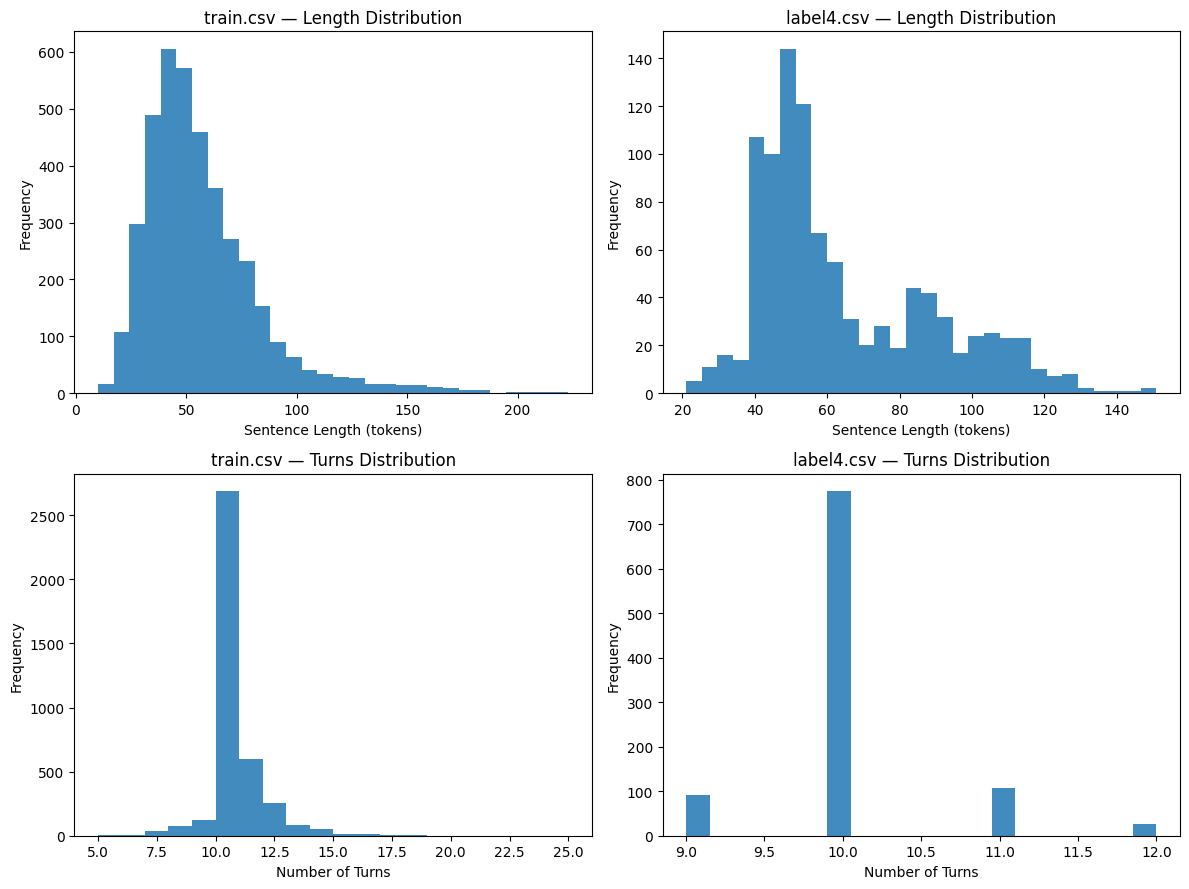 train.csv — Length Distribution
Frequency
600
500
400
300
200
100
0
0 50 100 150 200
Sentence Length (tokens)
label4.csv — Length Distribution
Frequency
140
120
100
80
60
40
20
0
20 40 60 80 100 120 140
Sentence Length (tokens)
train.csv — Turns Distribution
Frequency
2500
2000
1500
1000
500
0
5.0 7.5 10.0 12.5 15.0 17.5 20.0 22.5 25.0
Number of Turns
label4.csv — Turns Distribution
Frequency
800
700
600
500
400
300
200
100
0
9.0 9.5 10.0 10.5 11.0 11.5 12.0
Number of Turns